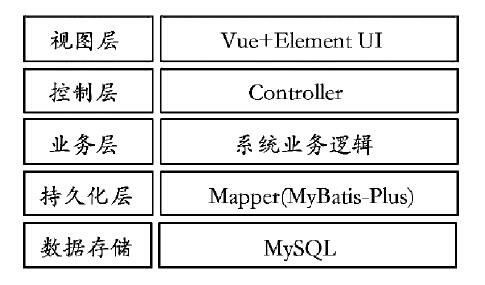 视图层 Vue+Element UI
控制层 Controller
业务层 系统业务逻辑
持久化层 Mapper(MyBatis-Plus)
数据存储 MySQL